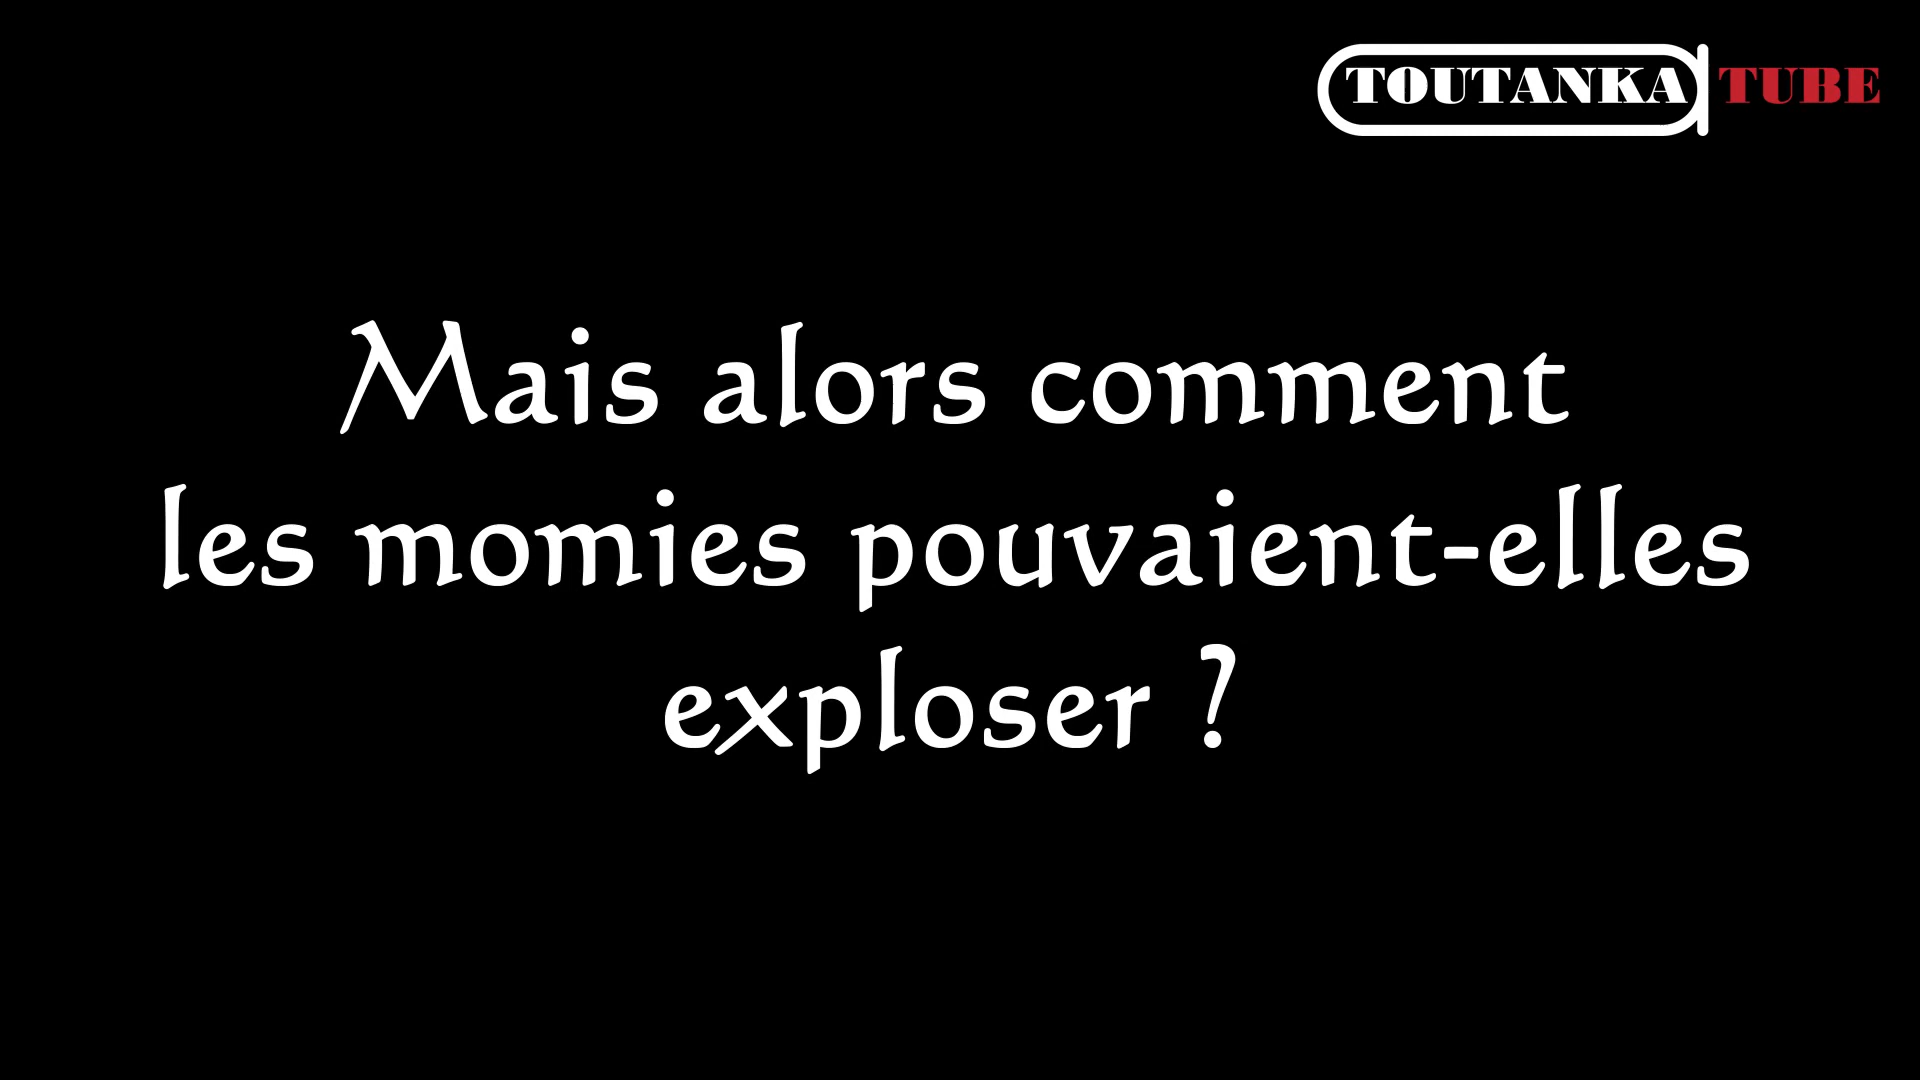 TOUTANKA TUBE
Mais alors comment
les momies pouvaient-elles
exploser ?